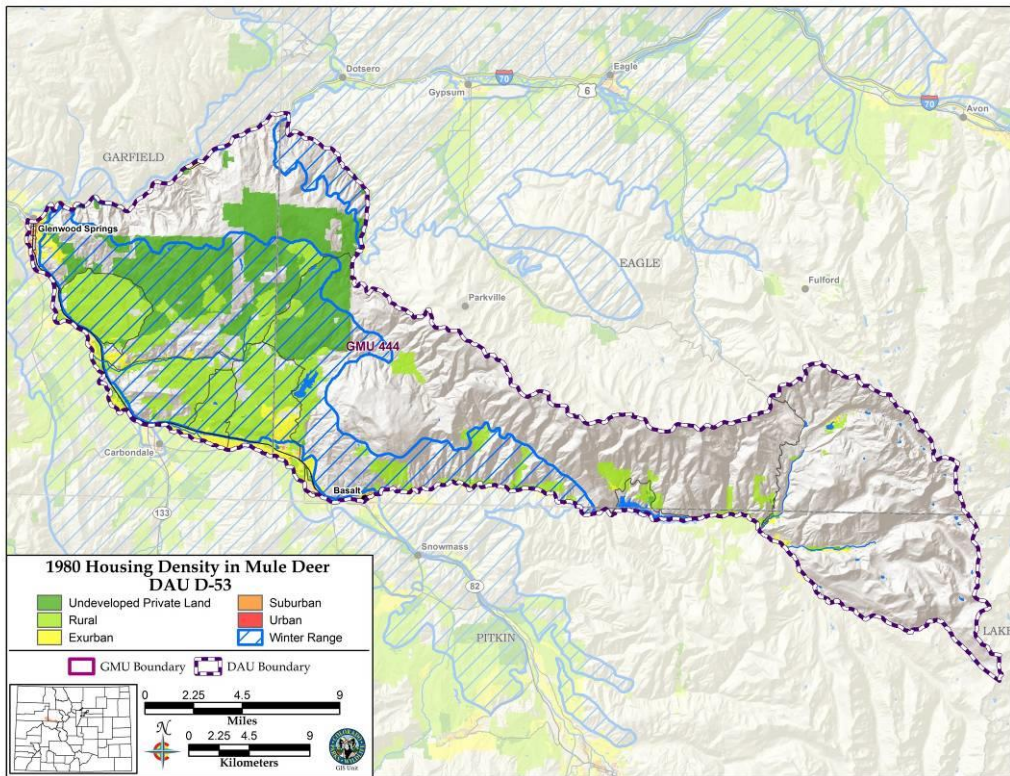 Dotsero
Eagle
70
Gypsum
6
70
Avon
GARFIELD
Glenwood Springs
EAGLE
Fulford
Parkville
GMU 444
Carbondale
Basalt
133
Snowmass
82
PITKIN
LAKE
1980 Housing Density in Mule Deer
DAU D-53
Undeveloped Private Land
Suburban
Rural
Urban
Exurban
Winter Range
GMU Boundary
DAU Boundary
0 2.25 4.5 9
Miles
N
0 2.25 4.5 9
Kilometers
GIS Unit